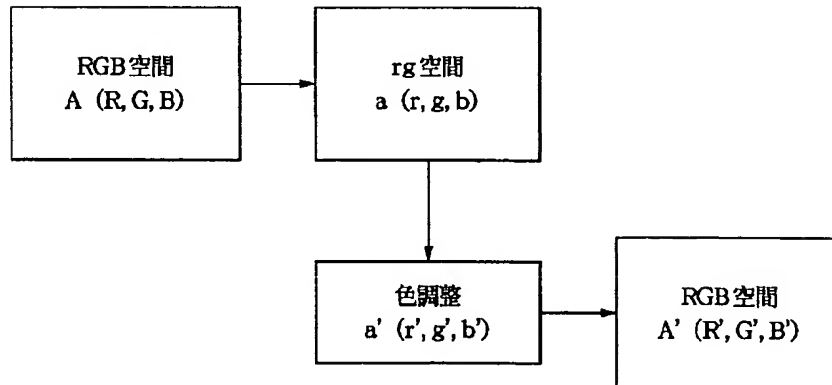 RGB空間
A (R, G, B)
rg空間
a (r, g, b)
色調整
a' (r', g', b')
RGB空間
A' (R', G', B')